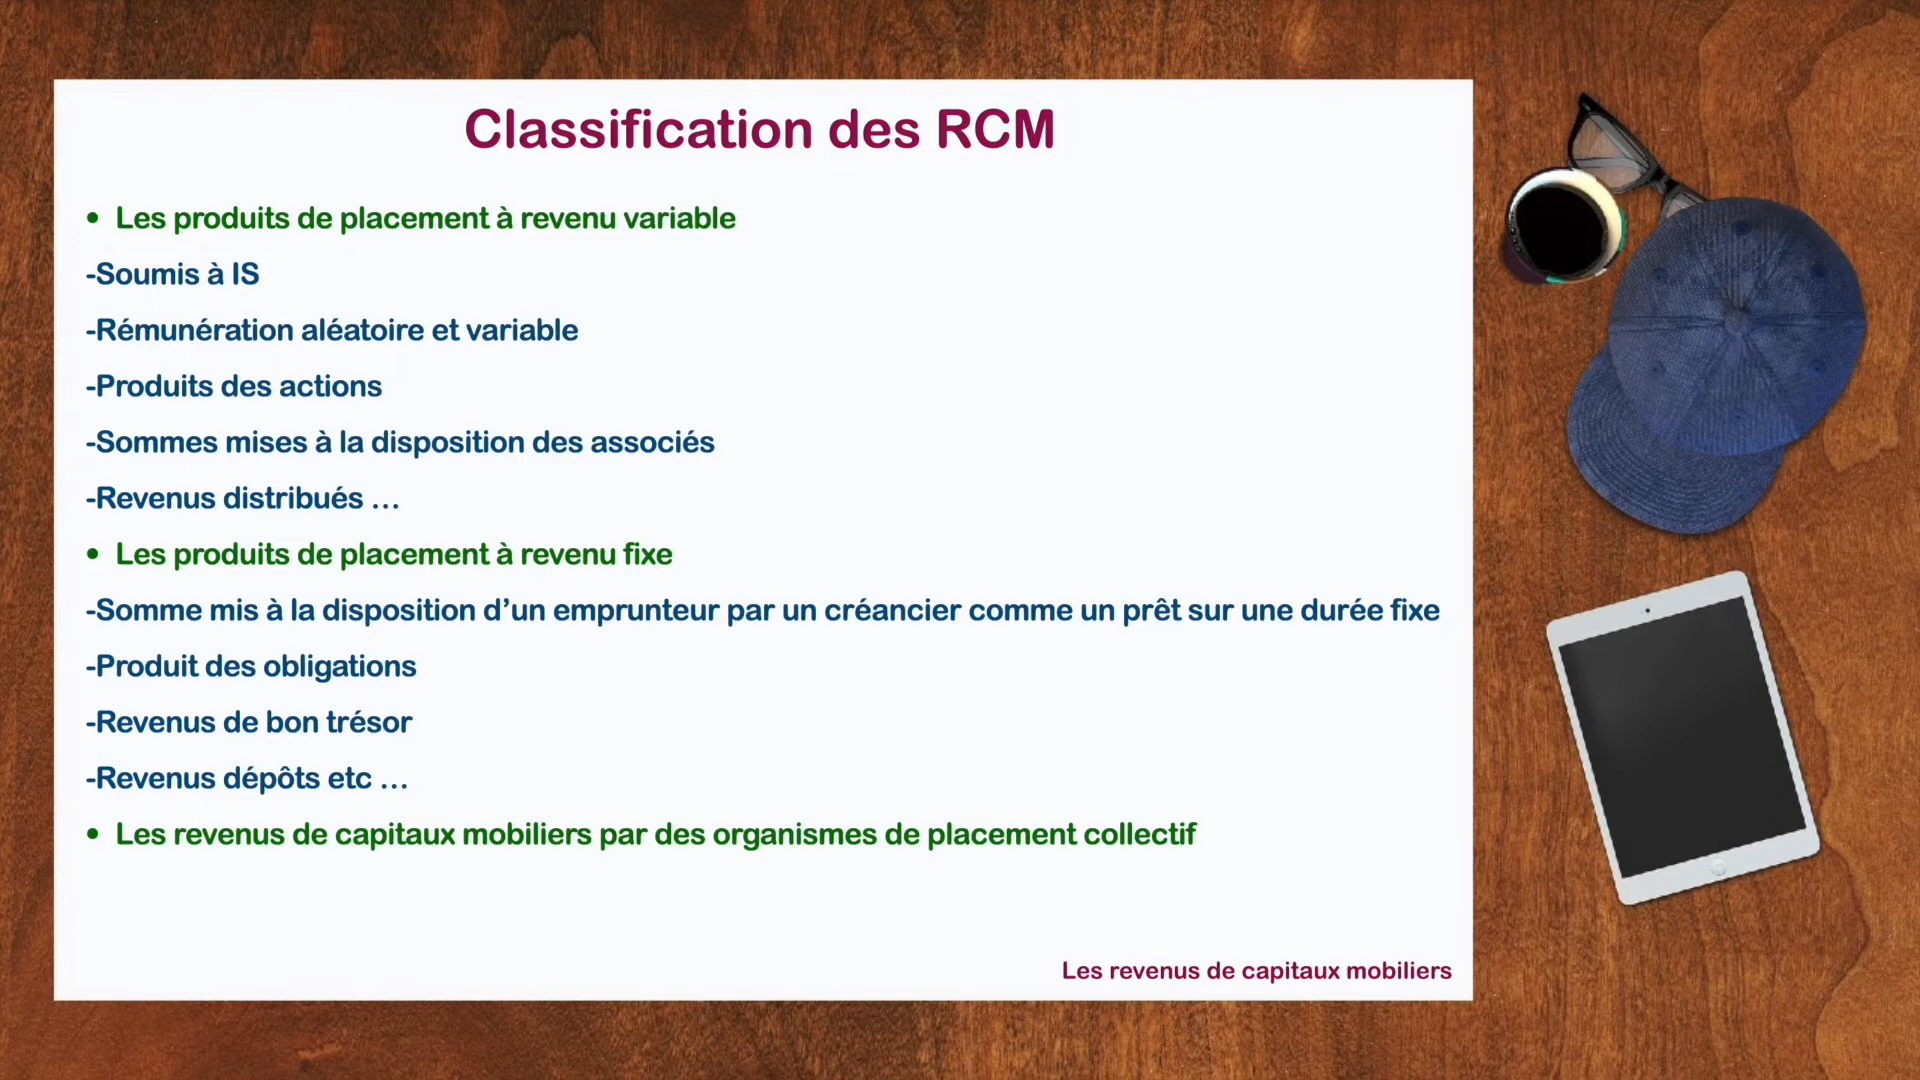 Classification des RCM
• Les produits de placement à revenu variable
-Soumis à IS
-Rémunération aléatoire et variable
-Produits des actions
-Sommes mises à la disposition des associés
-Revenus distribués …
• Les produits de placement à revenu fixe
-Somme mis à la disposition d’un emprunteur par un créancier comme un prêt sur une durée fixe
-Produit des obligations
-Revenus de bon trésor
-Revenus dépôts etc …
• Les revenus de capitaux mobiliers par des organismes de placement collectif
Les revenus de capitaux mobiliers